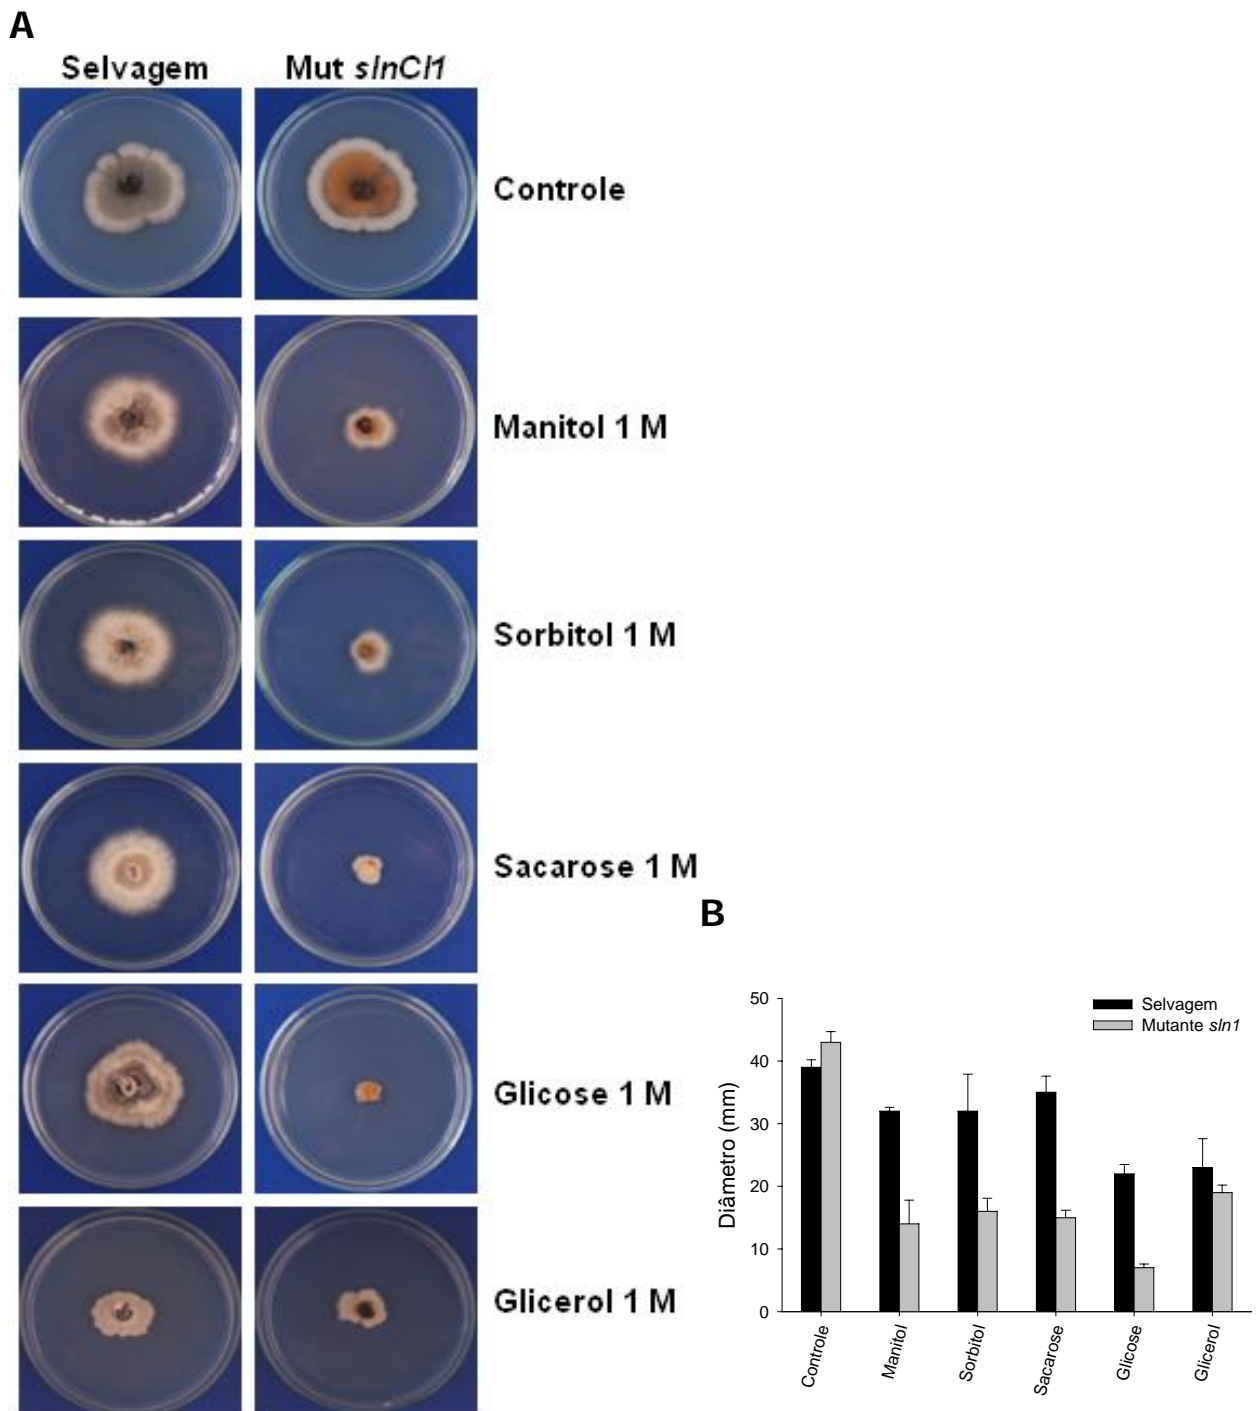 A
Selvagem Mut slnCl1
Controle
Manitol 1 M
Sorbitol 1 M
Sacarose 1 M
Glicose 1 M
Glicerol 1 M
B
Selvagem
Mutante sln1
Diâmetro (mm)
50
40
30
20
10
0
Controle Manitol Sorbitol Sacarose Glicose Glicerol